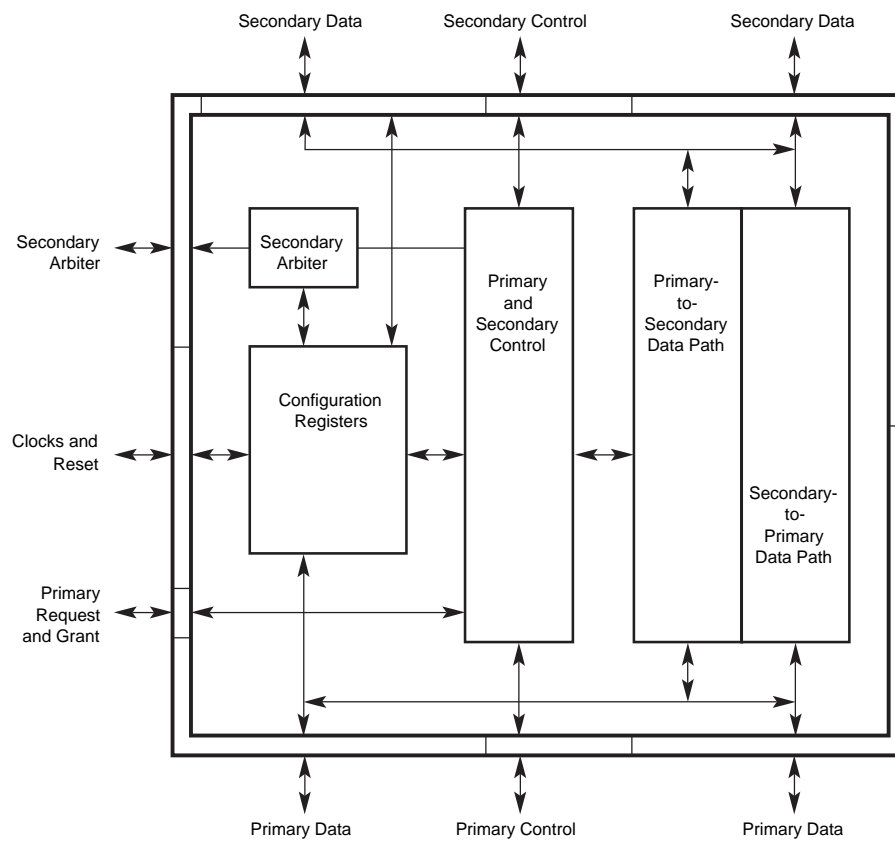 Secondary Data
Secondary Control
Secondary Data
Secondary
Arbiter
Secondary
Arbiter
Primary
and
Secondary
Control
Primary-
to-
Secondary
Data Path
Configuration
Registers
Clocks and
Reset
Secondary-
to-
Primary
Data Path
Primary
Request
and Grant
Primary Data
Primary Control
Primary Data